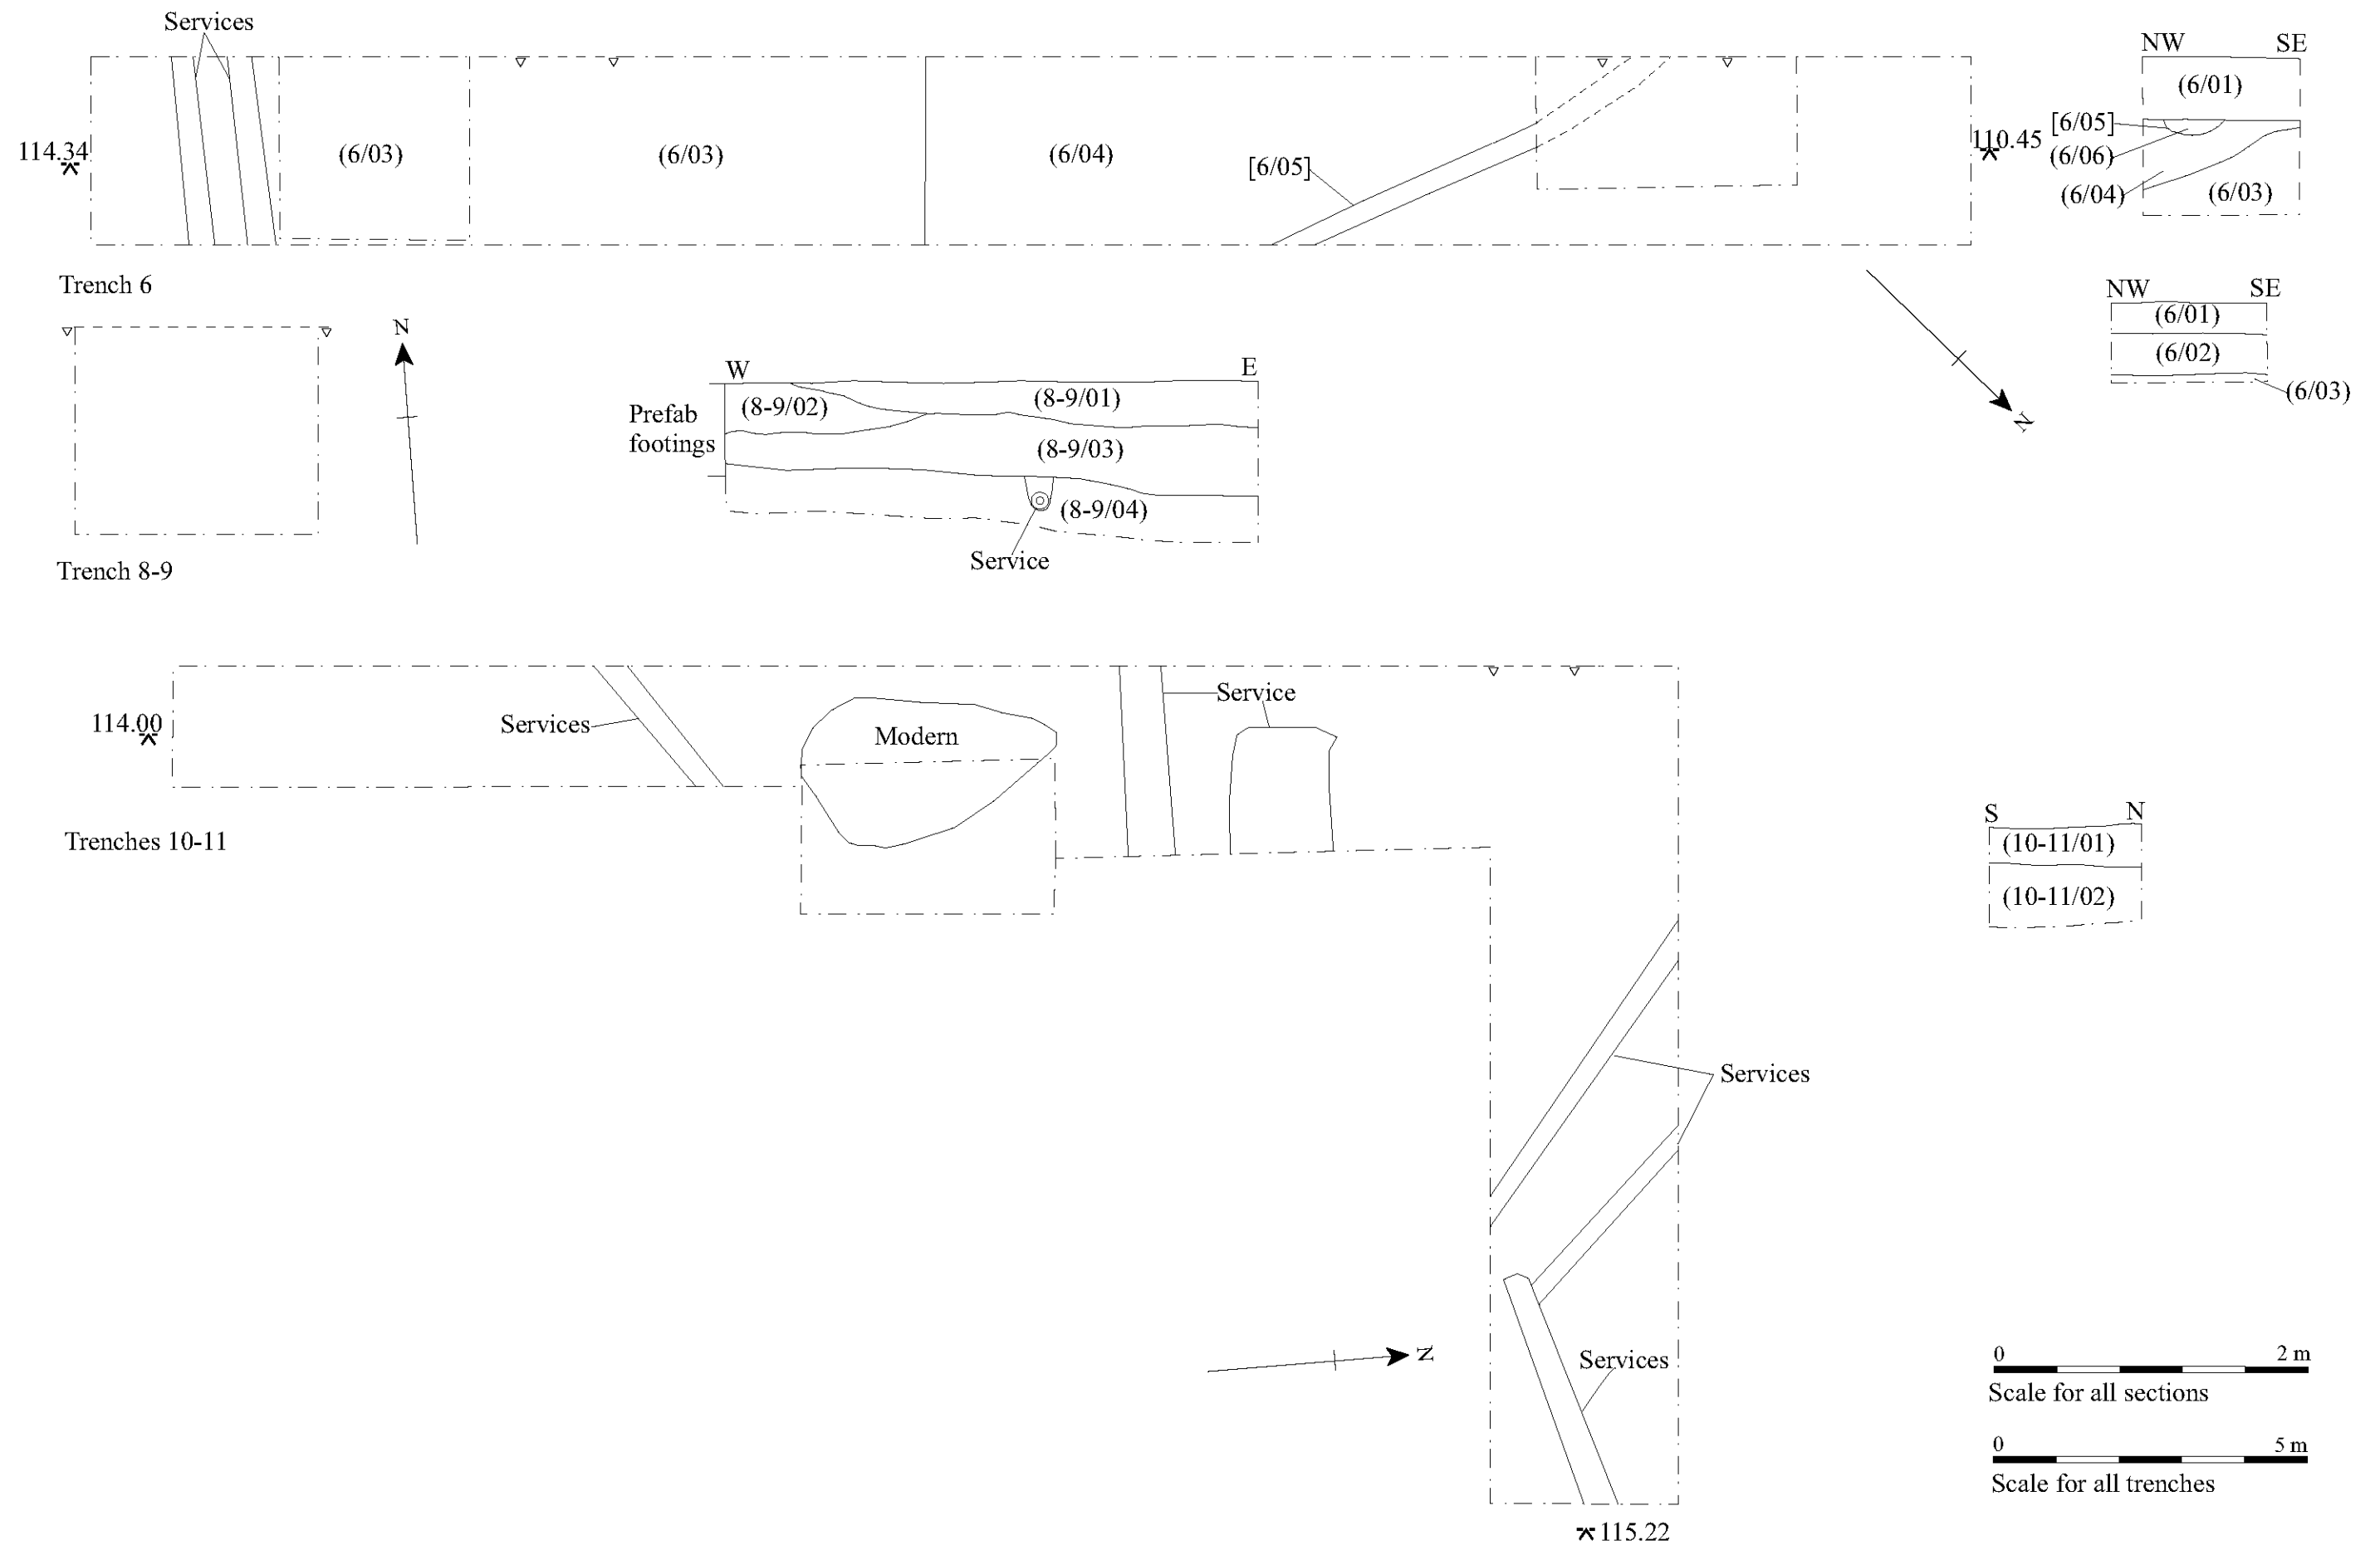 Services
NW SE
(6/01)
114.34
(6/03)
(6/03)
(6/04)
[6/05]
110.45
[6/05]
(6/06)
(6/04)
(6/03)
Trench 6
NW SE
(6/01)
(6/02)
(6/03)
N
N
W E
Prefab
footings
(8-9/02)
(8-9/01)
(8-9/03)
(8-9/04)
Service
Trench 8-9
114.00
Services
Modern
Service
Trenches 10-11
S N
(10-11/01)
(10-11/02)
Services
N
Services
115.22
0 2 m
Scale for all sections
0 5 m
Scale for all trenches